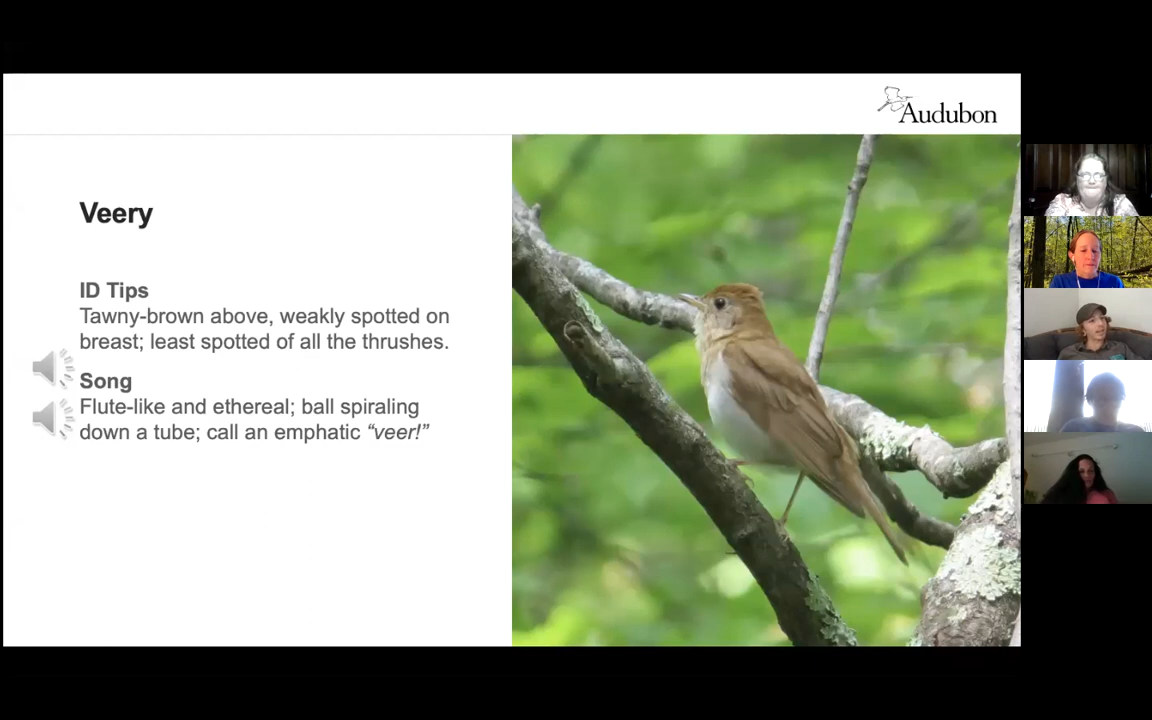 Audubon
Veery
ID Tips
Tawny-brown above, weakly spotted on
breast; least spotted of all the thrushes.
Song
Flute-like and ethereal; ball spiraling
down a tube; call an emphatic “veer!”